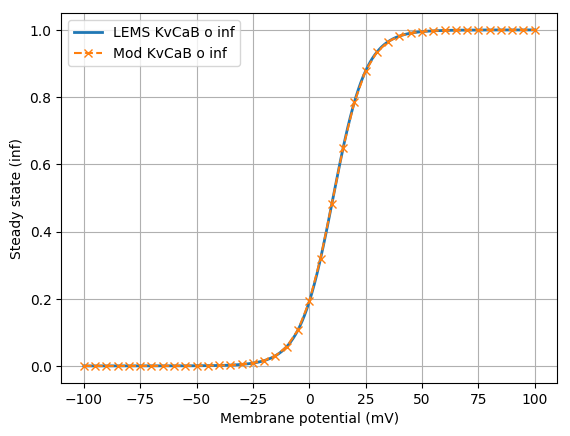 LEMS KvCaB o inf
Mod KvCaB o inf
1.0
0.8
0.6
0.4
0.2
0.0
Steady state (inf)
−100 −75 −50 −25 0 25 50 75 100
Membrane potential (mV)